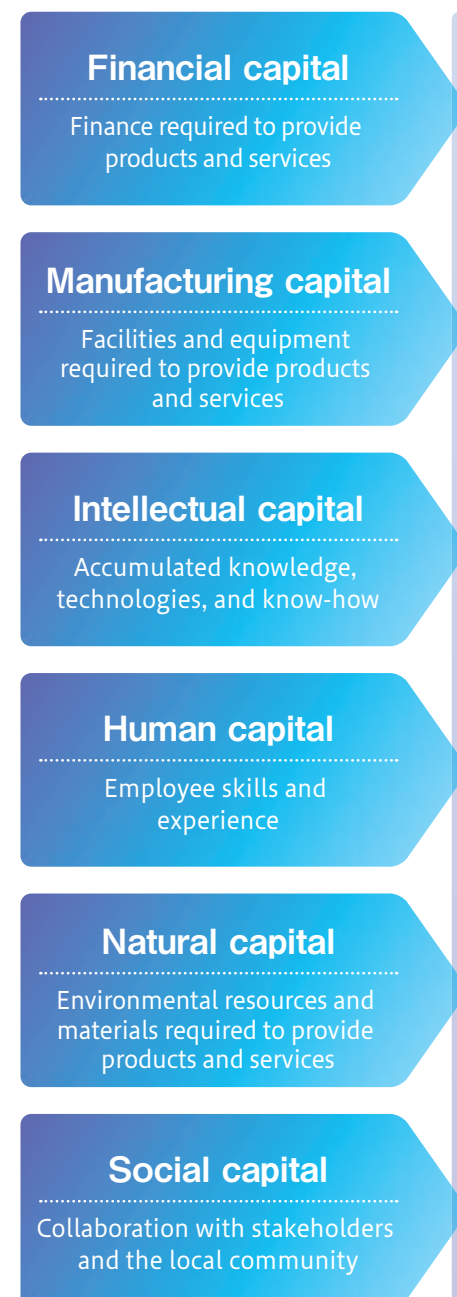 Financial capital
Finance required to provide
products and services
Manufacturing capital
Facilities and equipment
required to provide products
and services
Intellectual capital
Accumulated knowledge,
technologies, and know-how
Human capital
Employee skills and
experience
Natural capital
Environmental resources and
materials required to provide
products and services
Social capital
Collaboration with stakeholders
and the local community